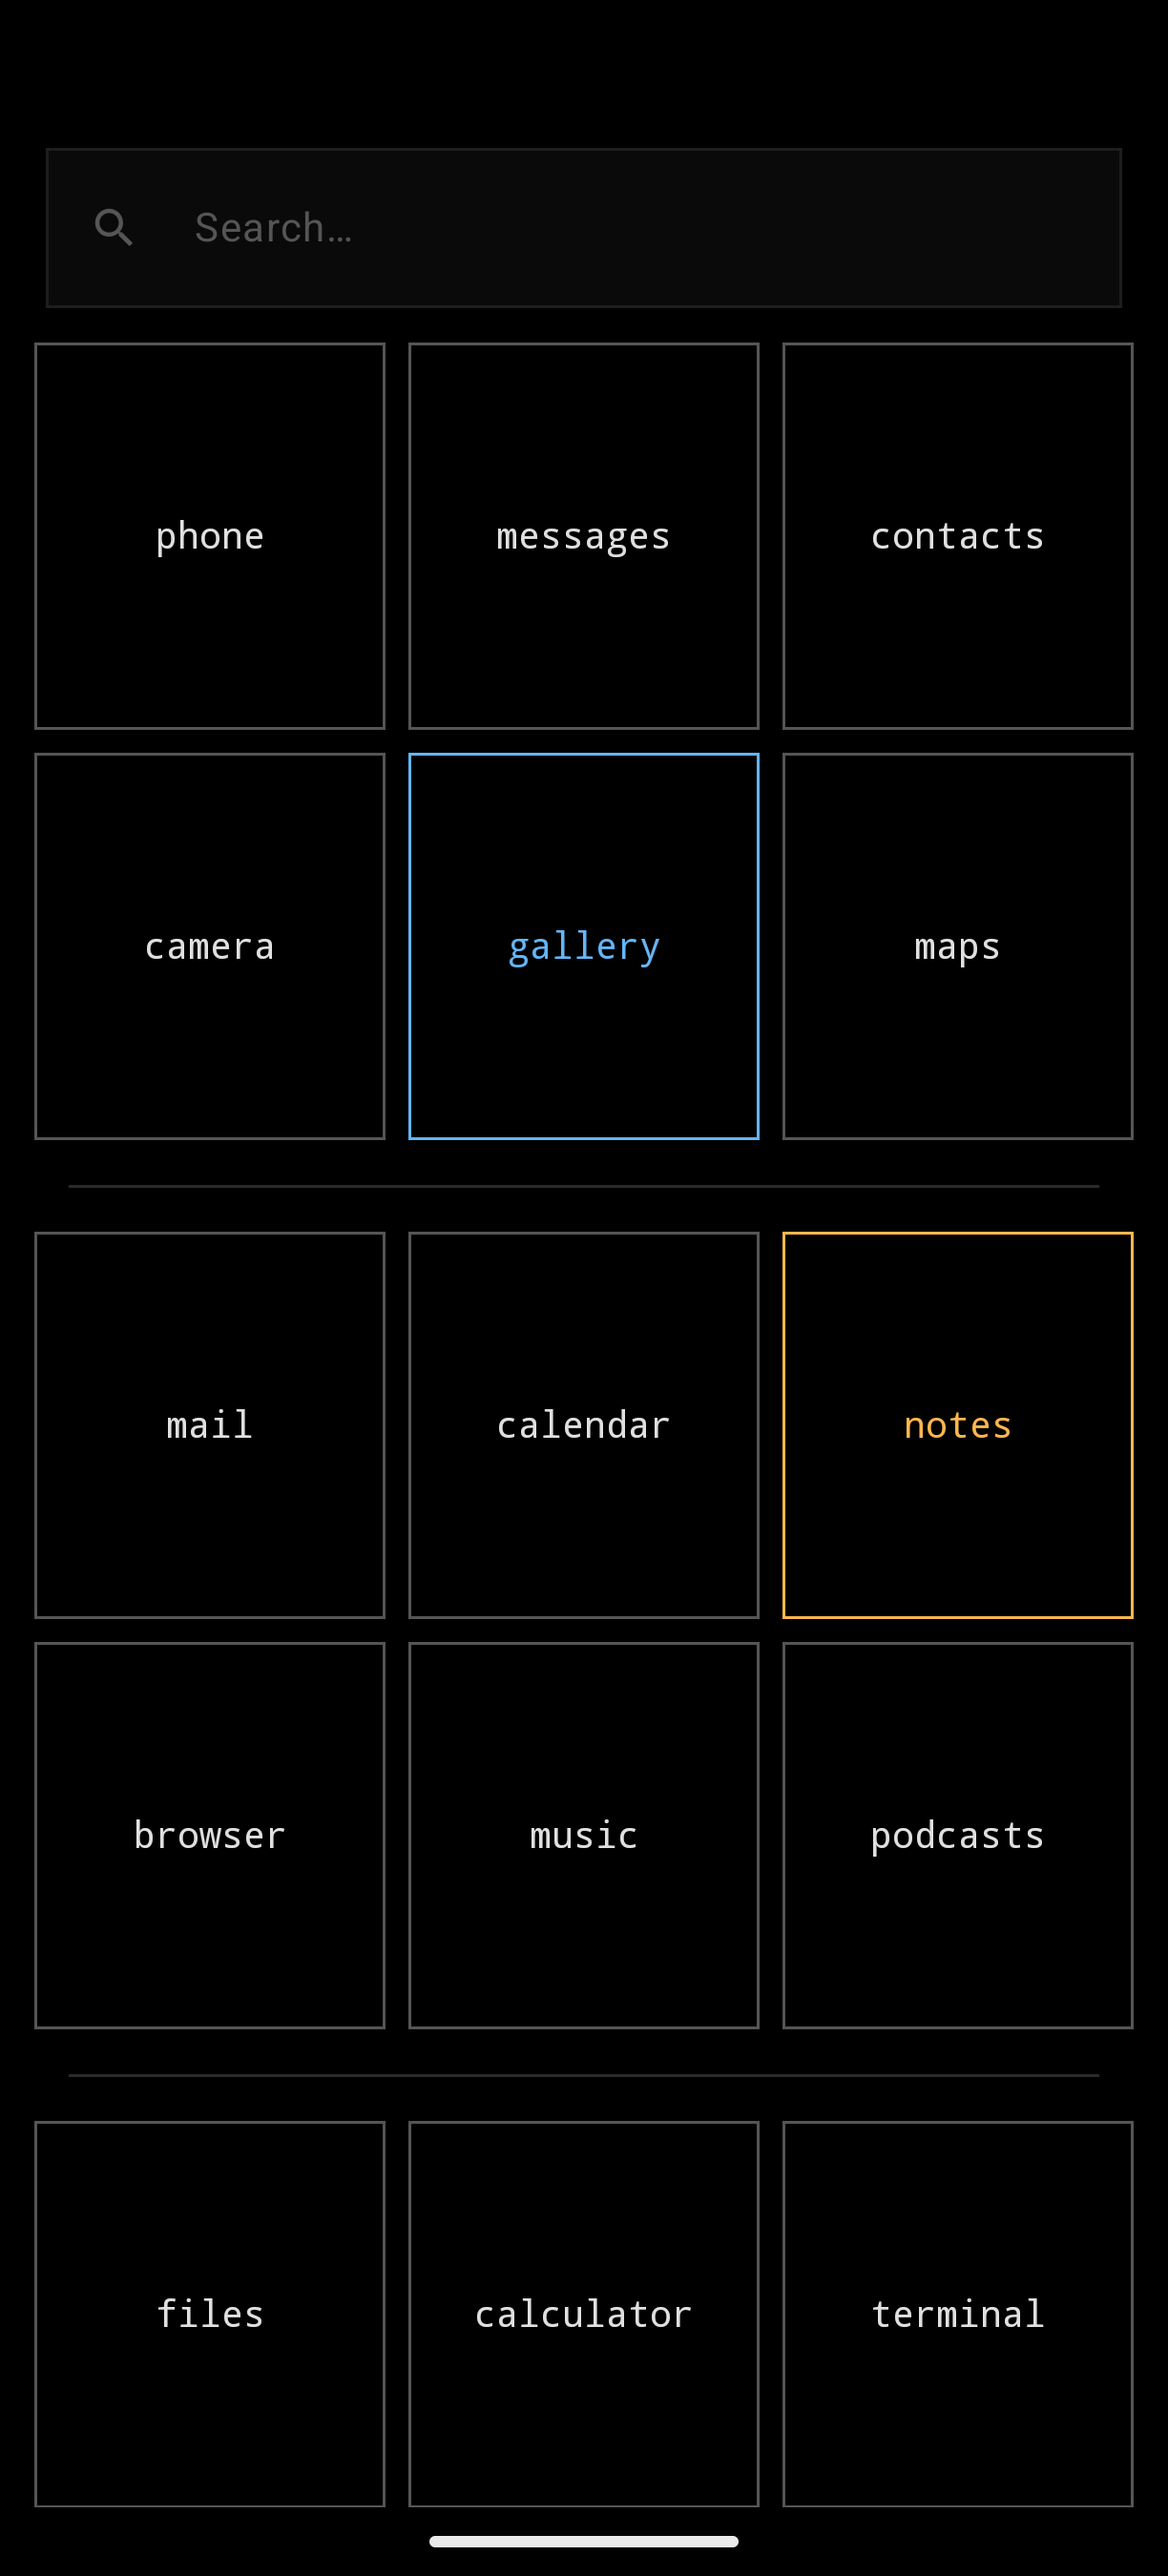 Search…
phone
messages
contacts
camera
gallery
maps
mail
calendar
notes
browser
music
podcasts
files
calculator
terminal